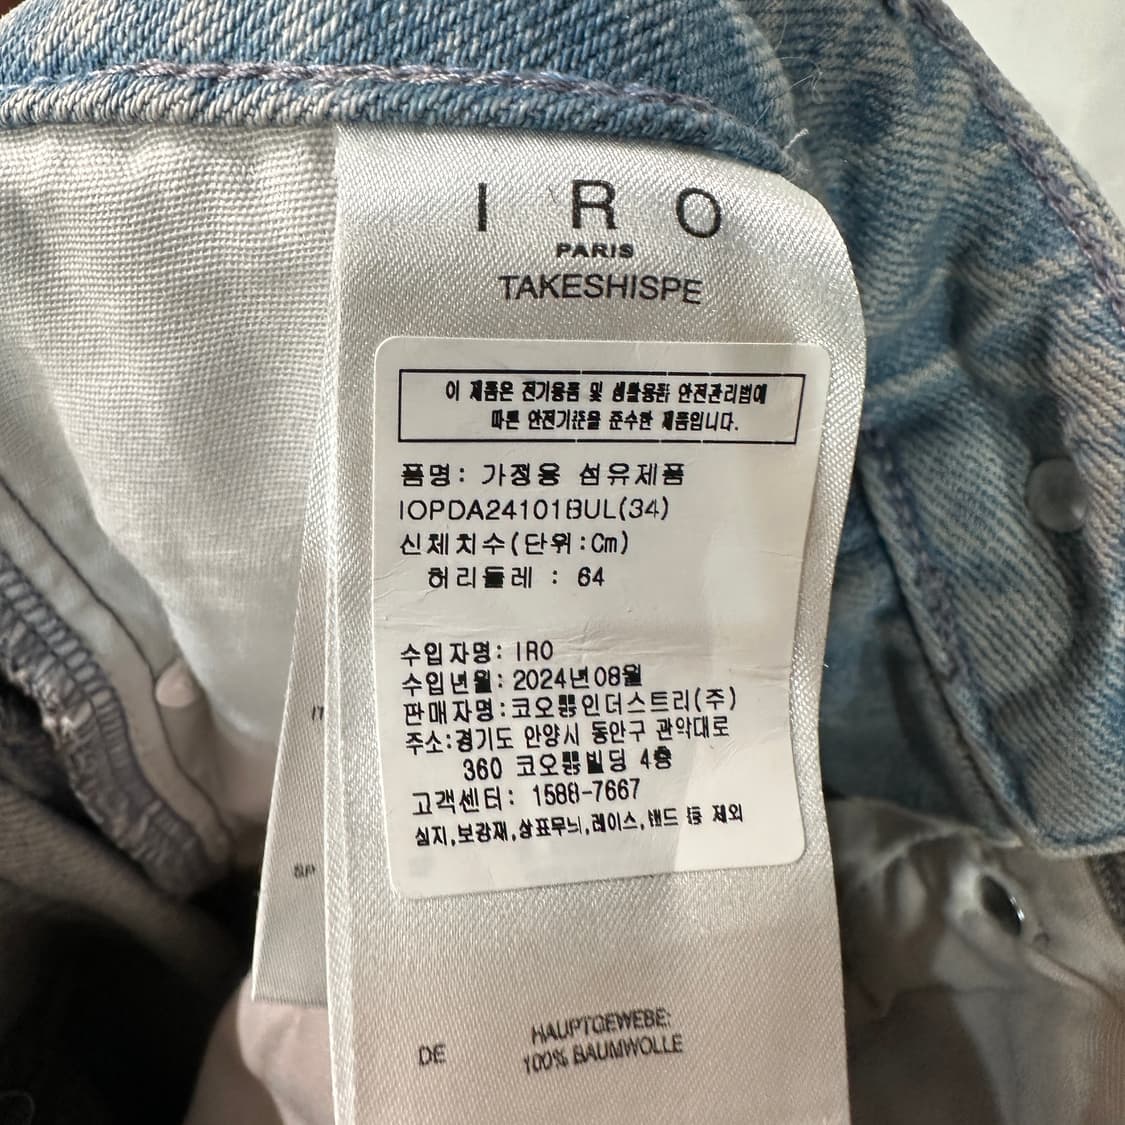 I R O
PARIS
TAKESHISPE
이 제품은 전기용품 및 생활용품 안전관리법에
따른 안전기준을 준수한 제품입니다.
품명: 가정용 섬유제품
IOPDA24101BUL(34)
신체치수(단위:Cm)
허리둘레 : 64
수입자명: IRO
수입년월: 2024년08월
판매자명:코오롱인더스트리(주)
주소:경기도 안양시 동안구 관악대로
360 코오롱빌딩 4층
고객센터: 1588-7667
심지,보강재,상표무늬,레이스,밴드 등 제외
IT
SP
HAUPTGEWEBE:
DE 100% BAUMWOLLE